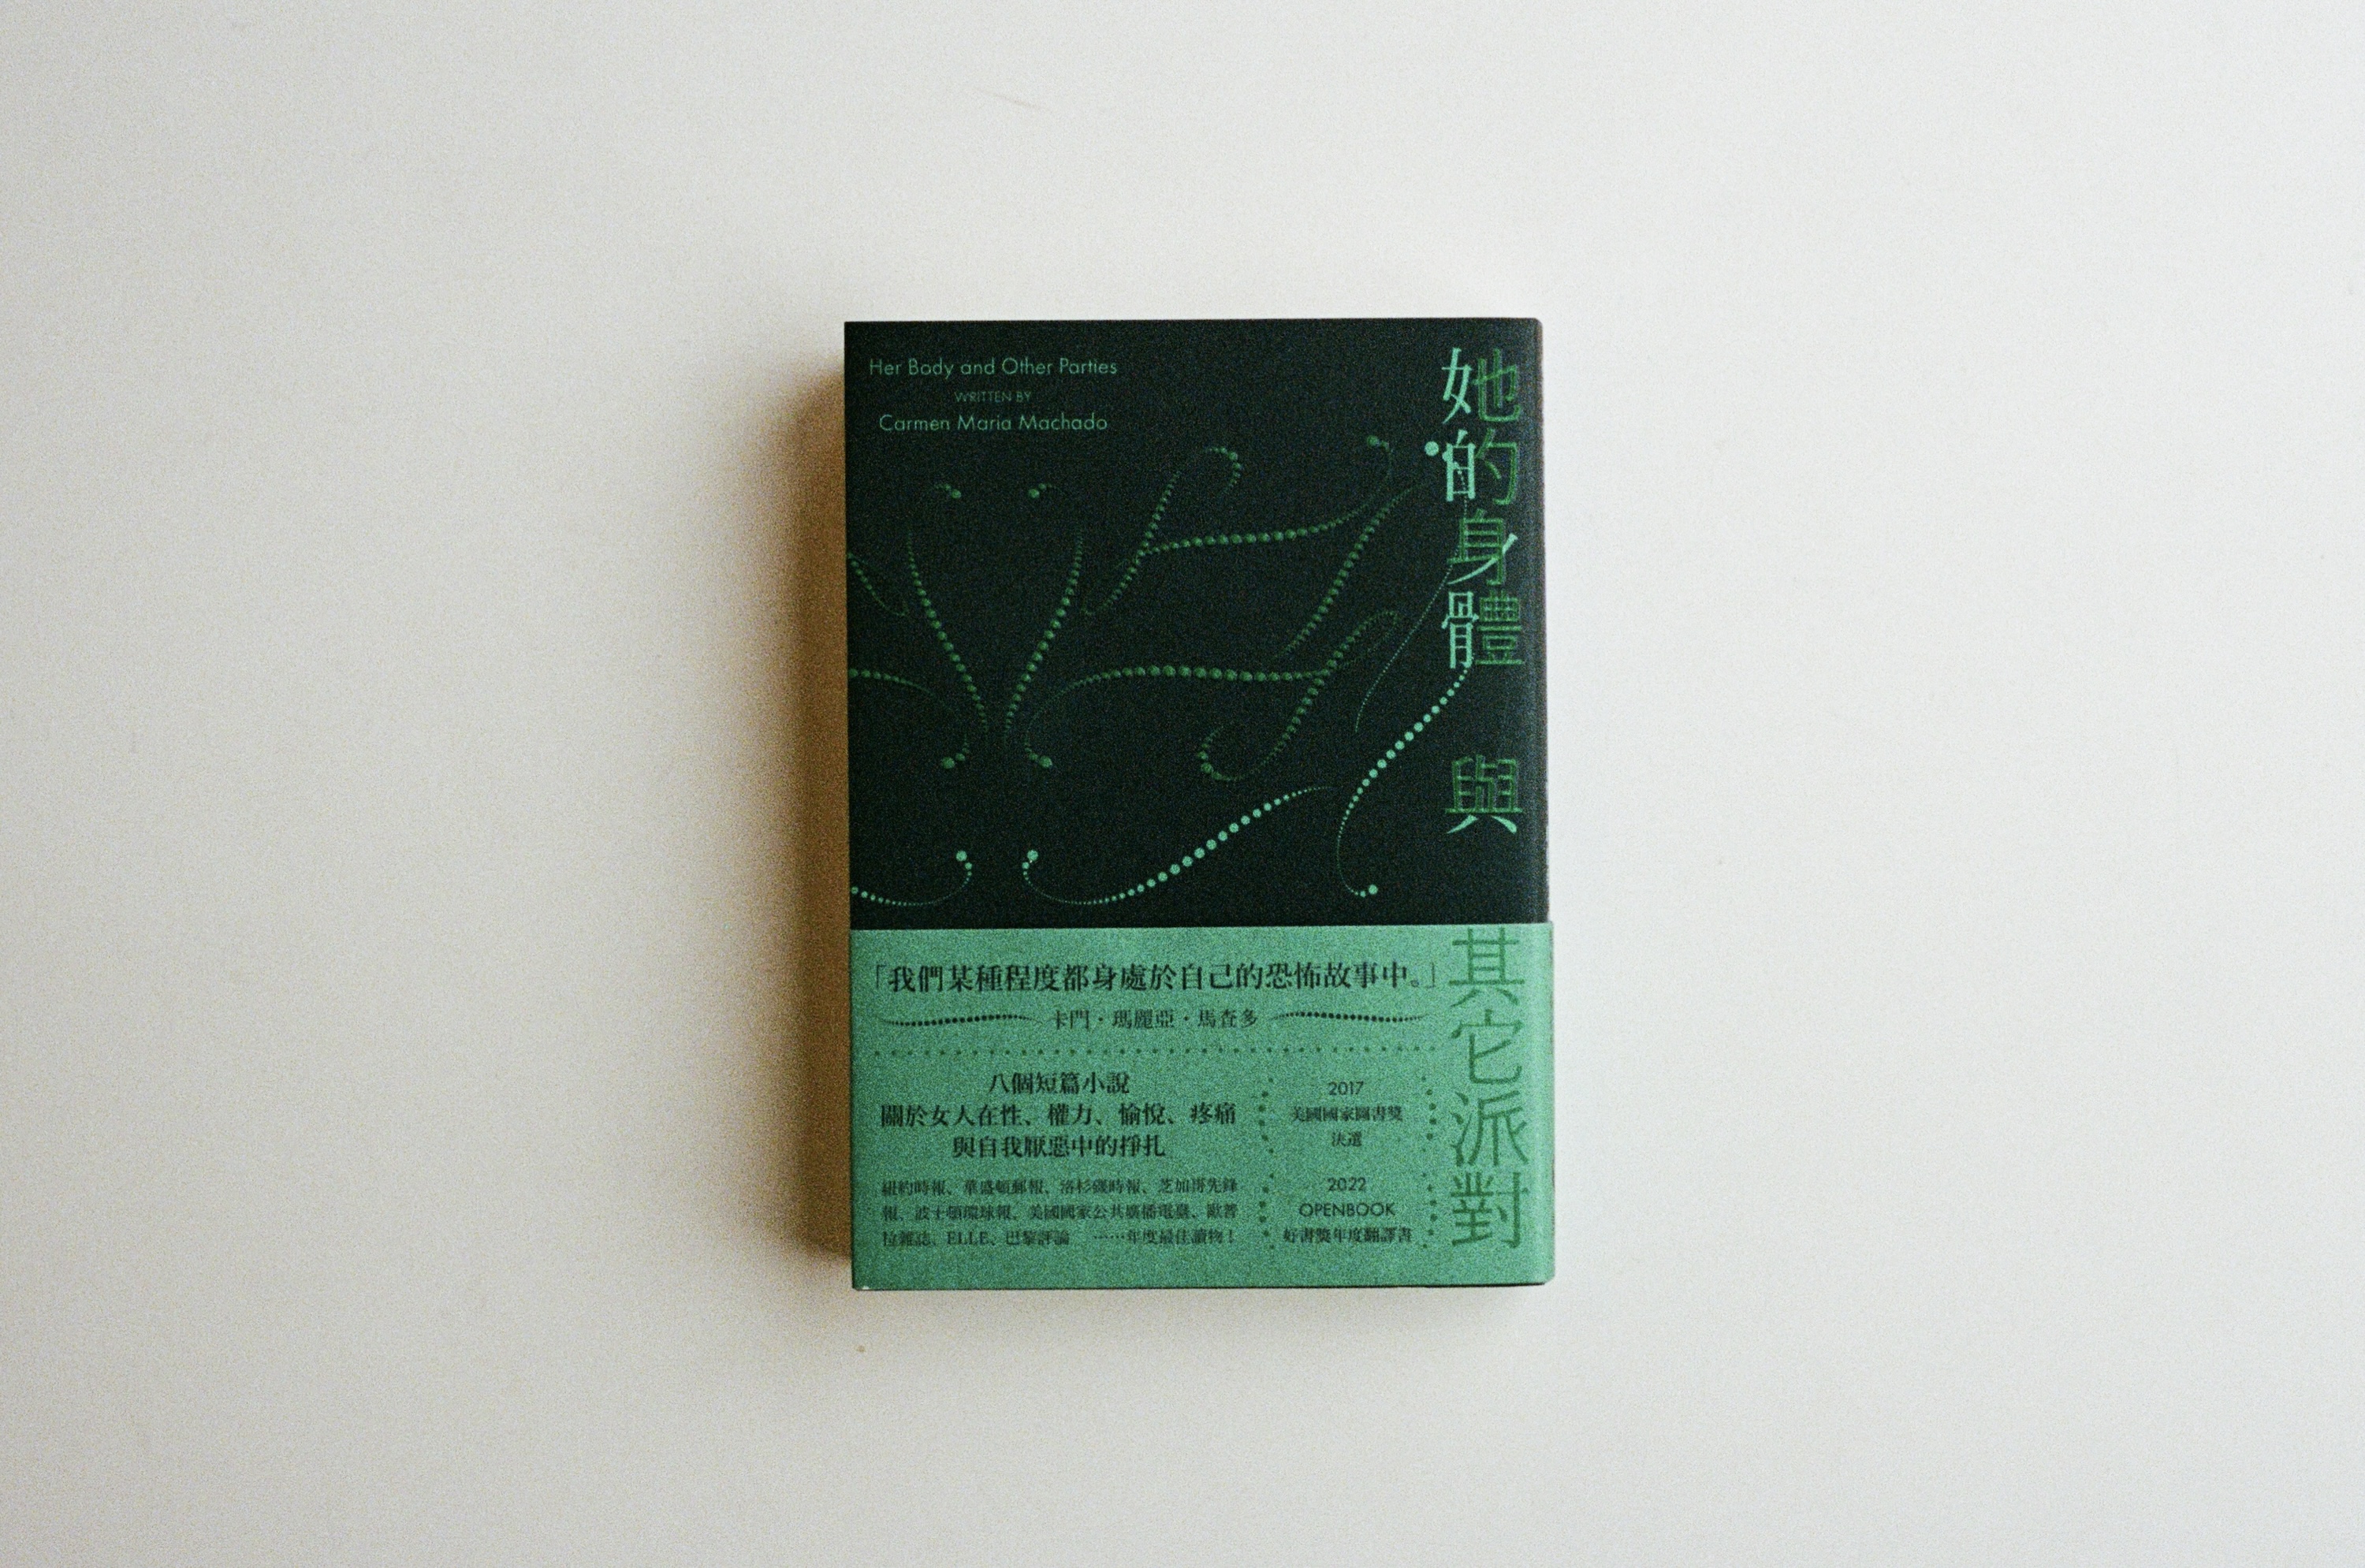 Her Body and Other Parties
WRITTEN BY
Carmen Maria Machado
她的身體 與 其它派對
「我們某種程度都身處於自己的恐怖故事中。」
卡門・瑪麗亞・馬查多
八個短篇小說
關於女人在性、權力、愉悅、疼痛
與自我厭惡中的掙扎
紐約時報、華盛頓郵報、洛杉磯時報、芝加哥先鋒
報、波士頓環球報、美國國家公共廣播電臺、歐普
拉雜誌、ELLE、巴黎評論 ……年度最佳讀物！
2017
美國國家圖書獎
決選
2022
OPENBOOK
好書獎年度翻譯書